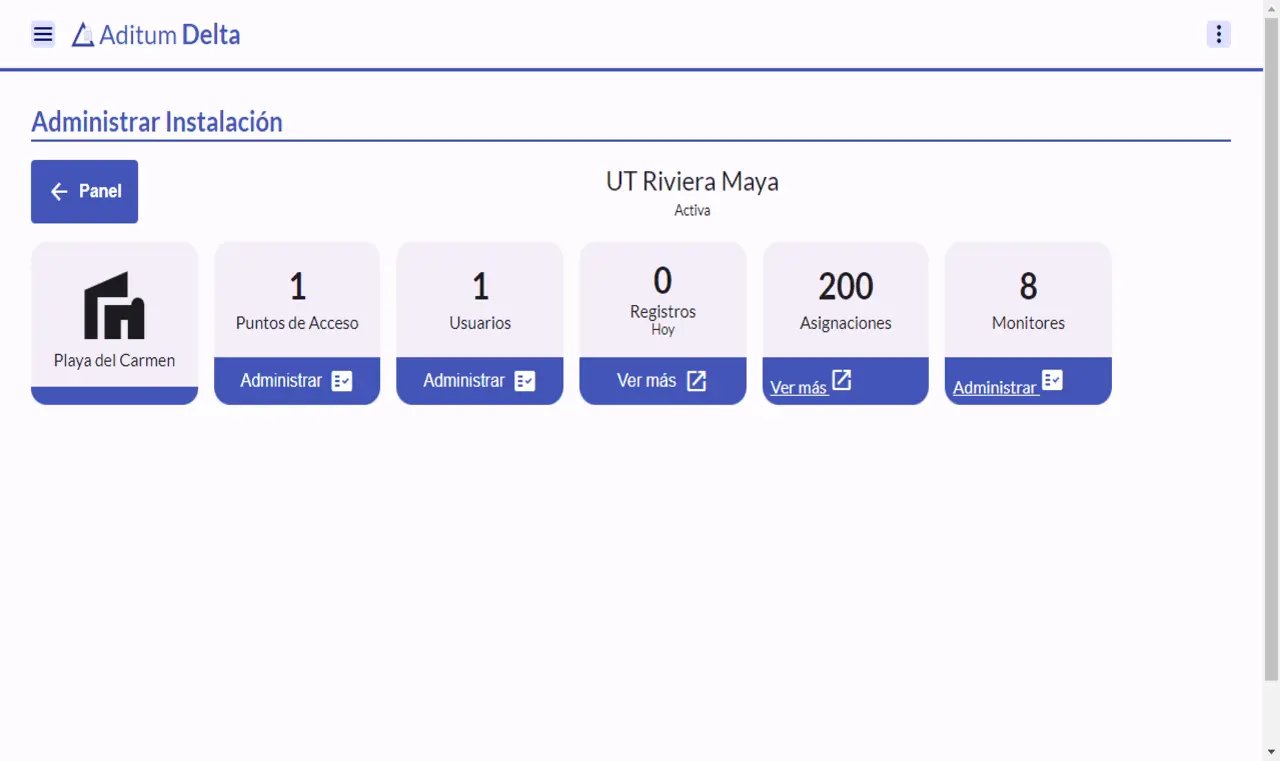 Aditum Delta
Administrar Instalación
Panel
UT Riviera Maya
Activa
Playa del Carmen
1
Puntos de Acceso
Administrar
1
Usuarios
Administrar
0
Registros
Hoy
Ver más
200
Asignaciones
Ver más
8
Monitores
Administrar